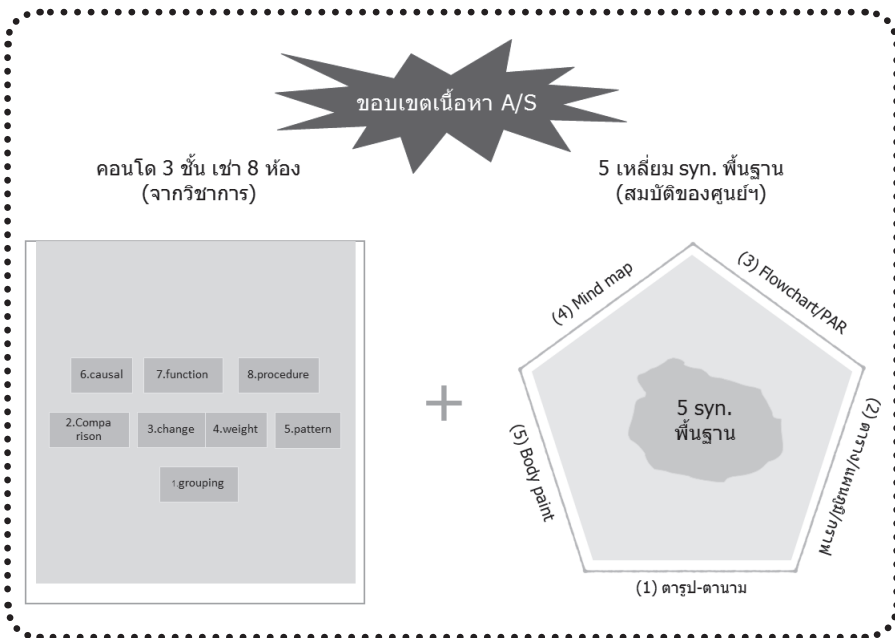 ขอบเขตเนื้อหา A/S
คอนโด 3 ชั้น เช่า 8 ห้อง
(จากวิชาการ)
6.causal
7.function
8.procedure
2.Compa
rison
3.change
4.weight
5.pattern
1.grouping
+
5 เหลี่ยม syn. พื้นฐาน
(สมบัติของศูนย์ฯ)
(4) Mind map
(3) Flowchart/PAR
5 syn.
พื้นฐาน
(5) Body paint
(2) ตาราง/แผนภูมิ/กราฟ
(1) ตารูป-ตานาม